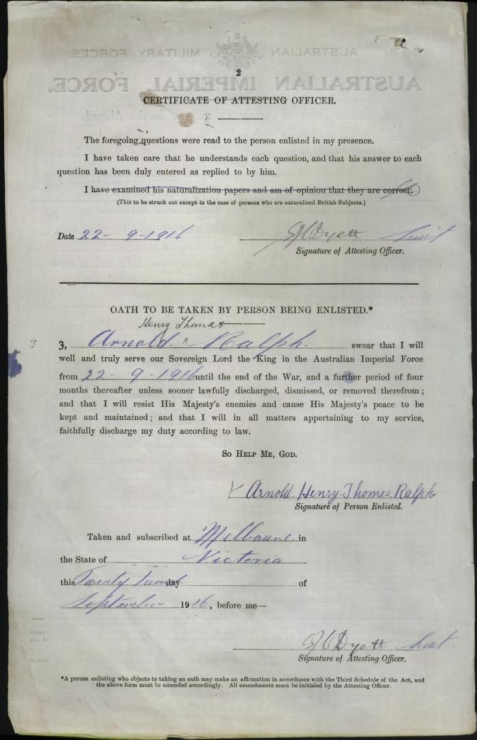 2
CERTIFICATE OF ATTESTING OFFICER.
The foregoing questions were read to the person enlisted in my presence.
I have taken care that he understands each question, and that his answer to each
question has been duly entered as replied to by him.
I have examined his naturalization papers and am of opinion that they are correct.
(This to be struck out except in the case of persons who are naturalized British Subjects.)
Date 22-9-1916 Dyett Lieut
Signature of Attesting Officer.
OATH TO BE TAKEN BY PERSON BEING ENLISTED.*
Henry Thomas
I, Arnold Ralph swear that I will
well and truly serve our Sovereign Lord the King in the Australian Imperial Force
from 22-9-1916 until the end of the War, and a further period of four
months thereafter unless sooner lawfully discharged, dismissed, or removed therefrom;
and that I will resist His Majesty's enemies and cause His Majesty's peace to be
kept and maintained; and that I will in all matters appertaining to my service,
faithfully discharge my duty according to law.
SO HELP ME, GOD.
Arnold Henry Thomas Ralph
Signature of Person Enlisted.
Taken and subscribed at Melbourne in
the State of Victoria
this Twenty Second day of
September 1916, before me—
Dyett Lieut
Signature of Attesting Officer.
*A person enlisting who objects to taking an oath may make an affirmation in accordance with the Third Schedule of the Act, and
the above form must be amended accordingly. All amendments must be initialed by the Attesting Officer.